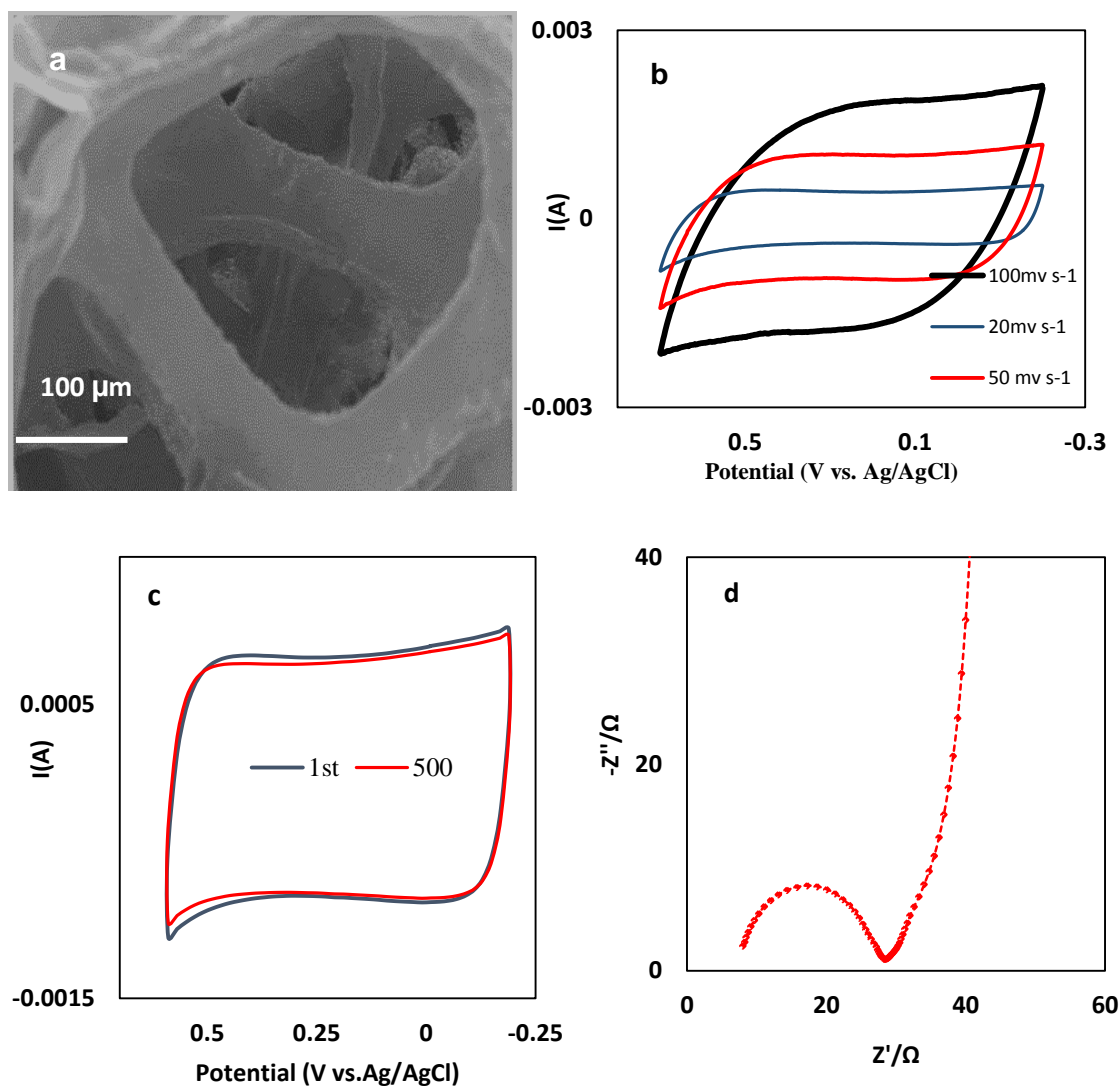 a
100 µm
b
0.003
0
-0.003
I(A)
100mv s-1
20mv s-1
50 mv s-1
0.5 0.1 -0.3
Potential (V vs. Ag/AgCl)
c
0.0005
-0.0015
I(A)
1st 500
0.5 0.25 0 -0.25
Potential (V vs.Ag/AgCl)
d
40
20
0
-Z''/Ω
0 20 40 60
Z'/Ω